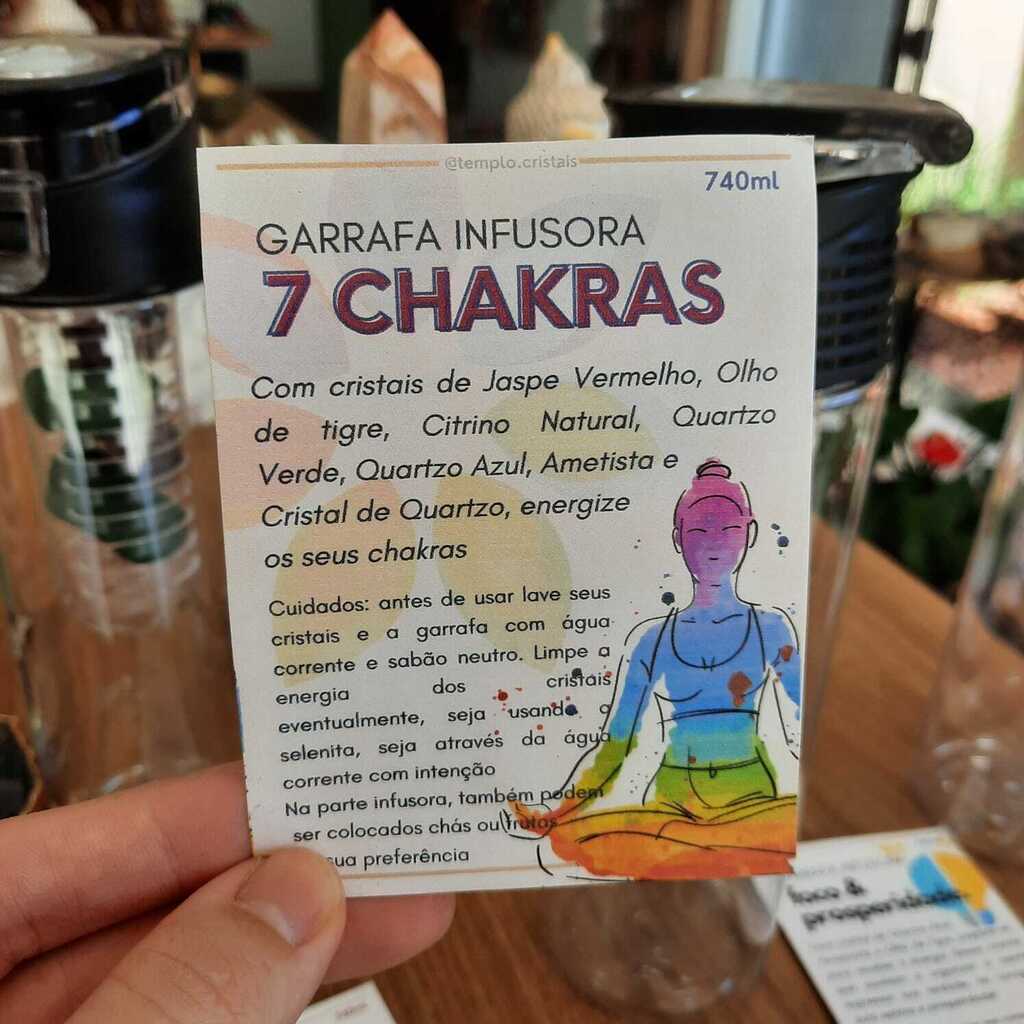 @templo.cristais
740ml
GARRAFA INFUSORA
7 CHAKRAS
Com cristais de Jaspe Vermelho, Olho
de tigre, Citrino Natural, Quartzo
Verde, Quartzo Azul, Ametista e
Cristal de Quartzo, energize
os seus chakras
Cuidados: antes de usar lave seus
cristais e a garrafa com água
corrente e sabão neutro. Limpe a
energia dos cristais
eventualmente, seja usando a
selenita, seja através da água
corrente com intenção
Na parte infusora, também podem
ser colocados chás ou frutas
sua preferência
foco &
prosperidade